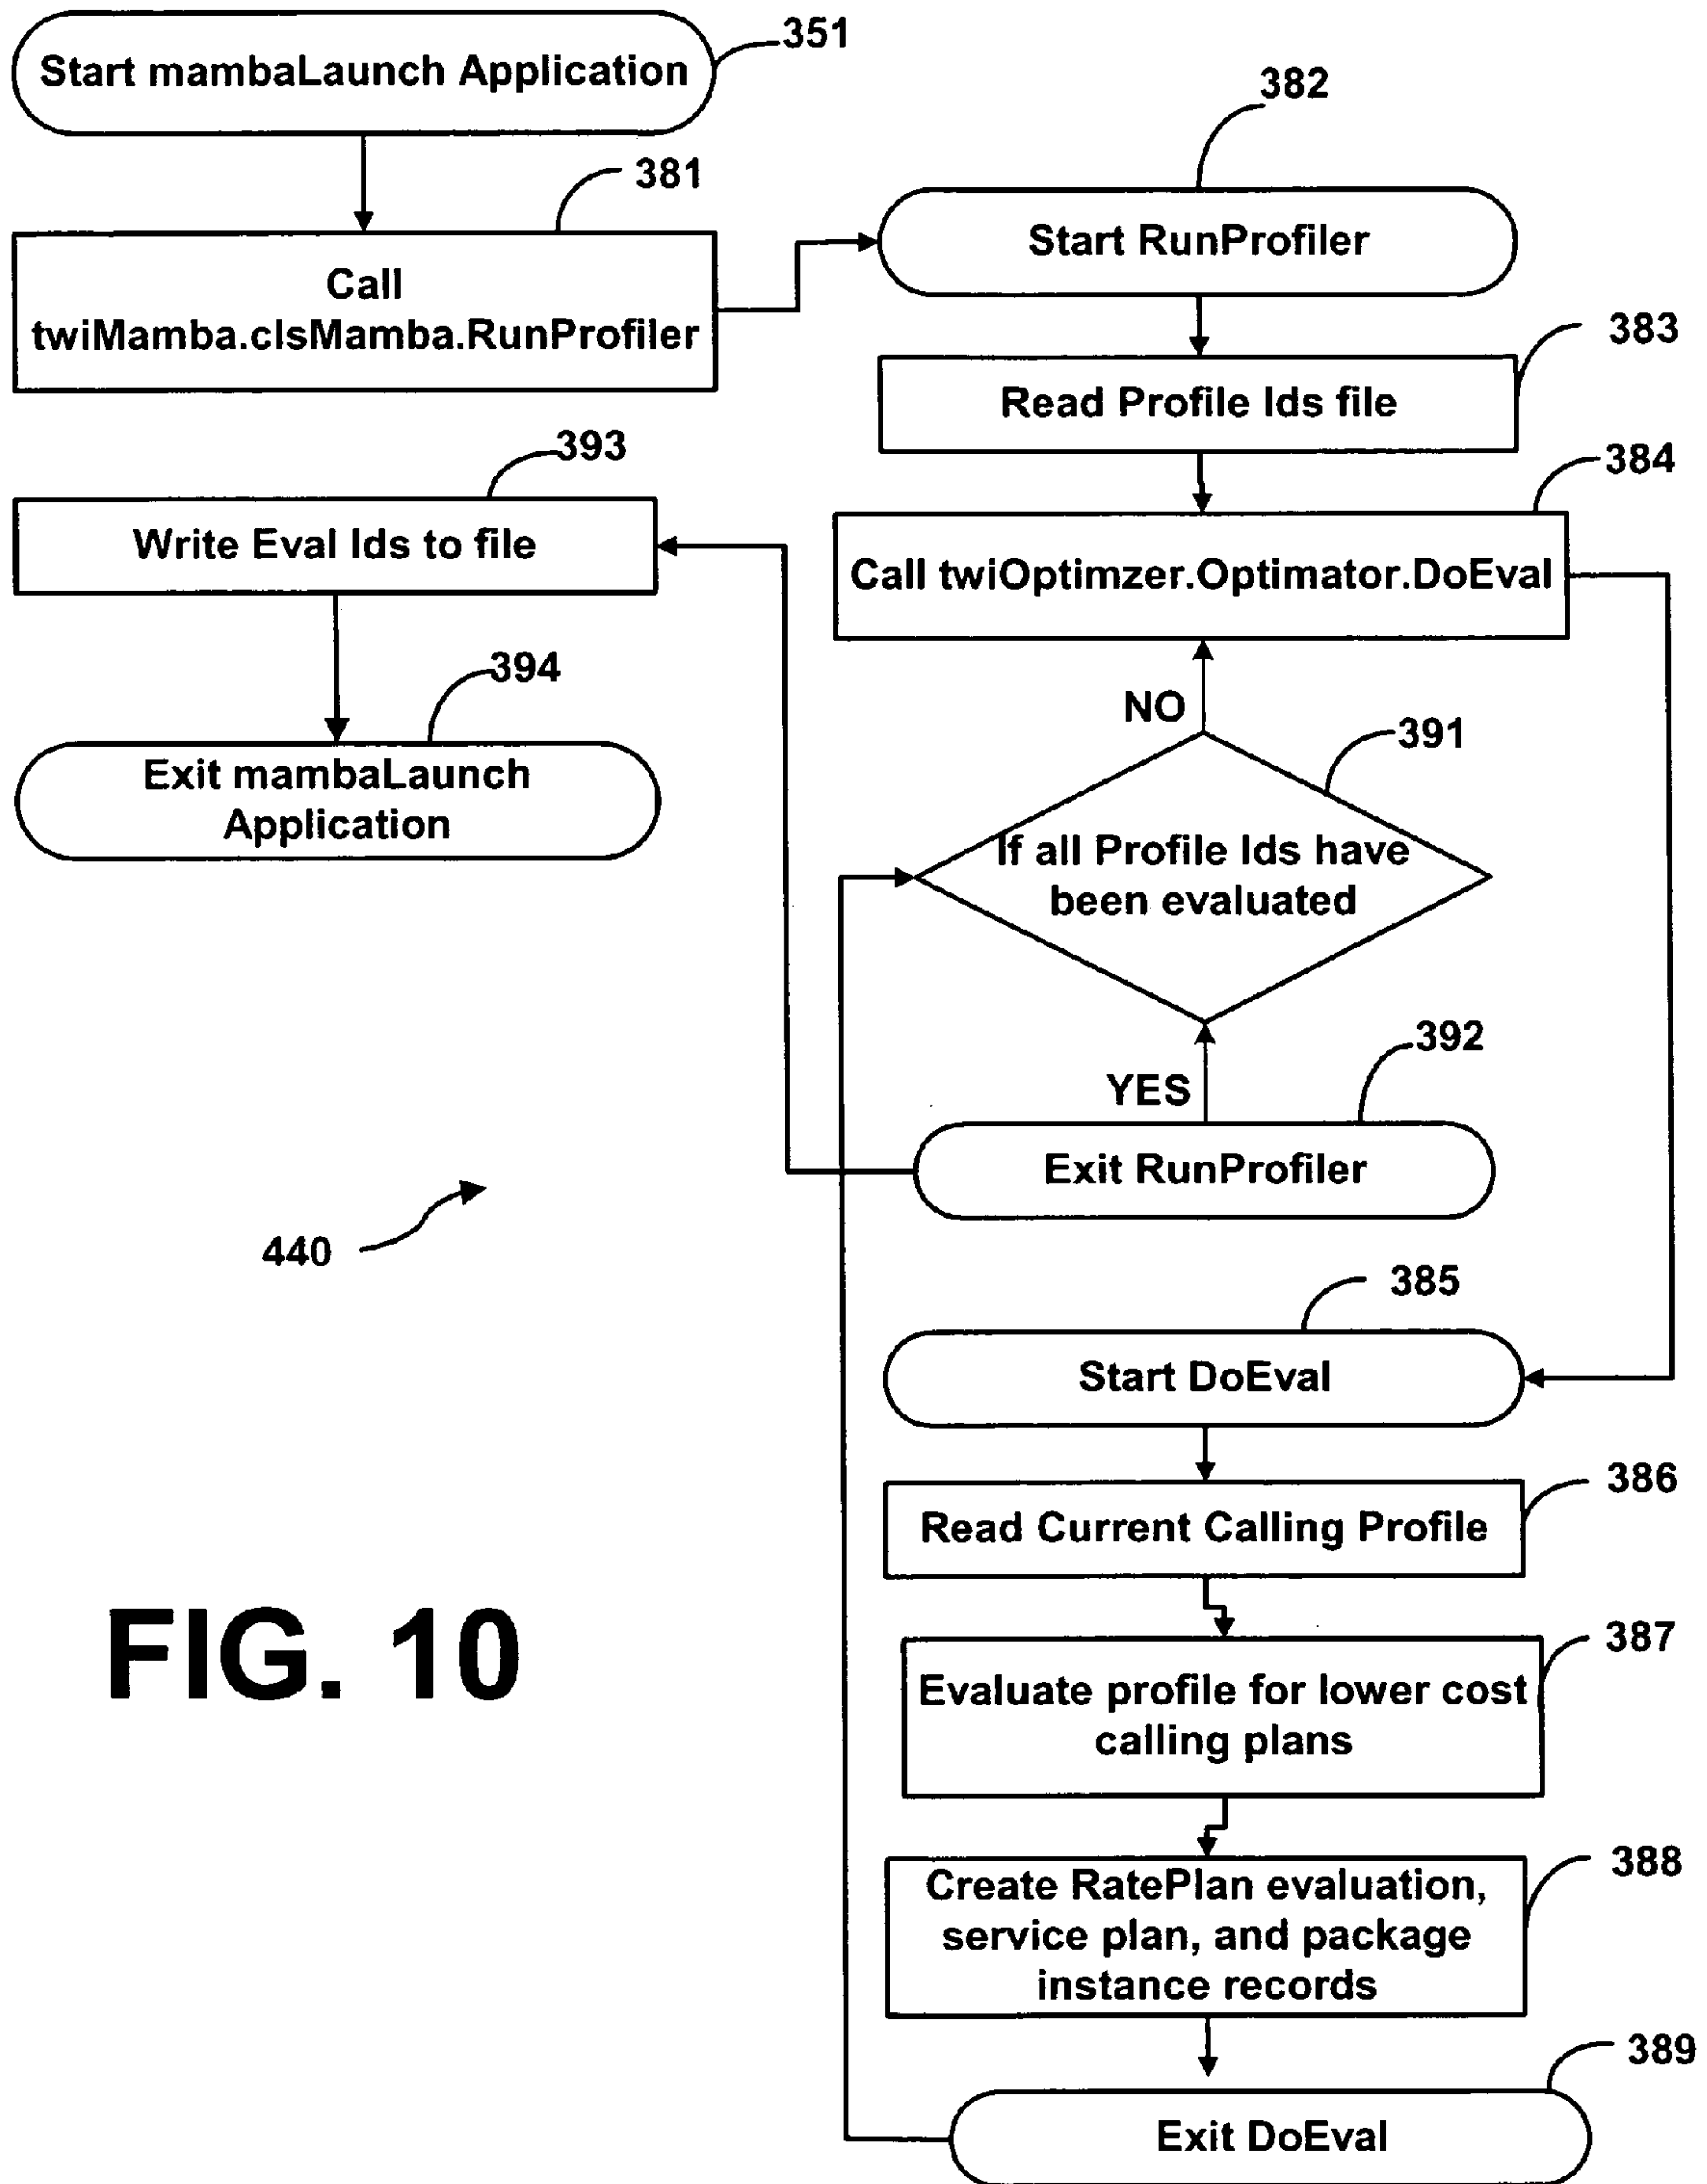 Start mambaLaunch Application
351
381
Call
twiMamba.clsMamba.RunProfiler
382
Start RunProfiler
383
Read Profile Ids file
384
Call twiOptimzer.Optimator.DoEval
393
Write Eval Ids to file
394
Exit mambaLaunch
Application
NO
391
If all Profile Ids have
been evaluated
YES
392
Exit RunProfiler
440
385
Start DoEval
386
Read Current Calling Profile
387
Evaluate profile for lower cost
calling plans
388
Create RatePlan evaluation,
service plan, and package
instance records
389
Exit DoEval
FIG. 10